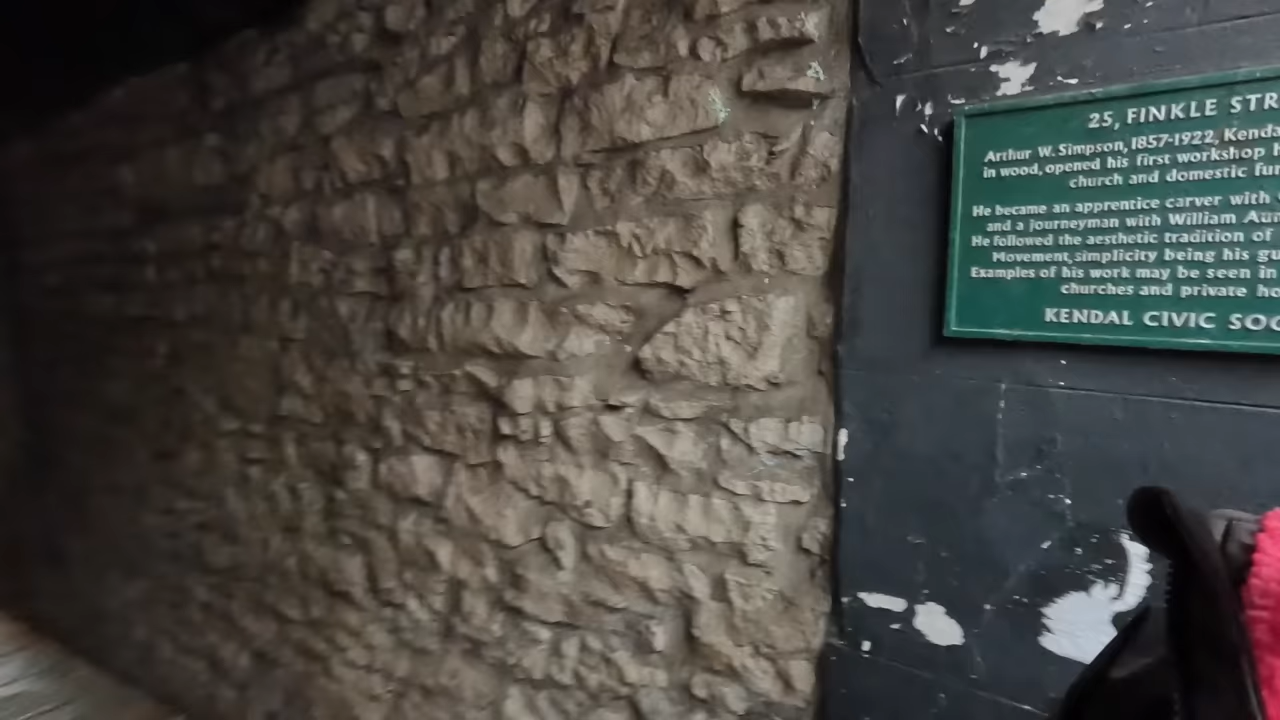 25, FINKLE STR
Arthur W. Simpson, 1857-1922, Kenda
in wood, opened his first workshop h
church and domestic fur
He became an apprentice carver with
and a journeyman with William Au
He followed the aesthetic tradition of
Movement, simplicity being his gu
Examples of his work may be seen in
churches and private ho
KENDAL CIVIC SOC